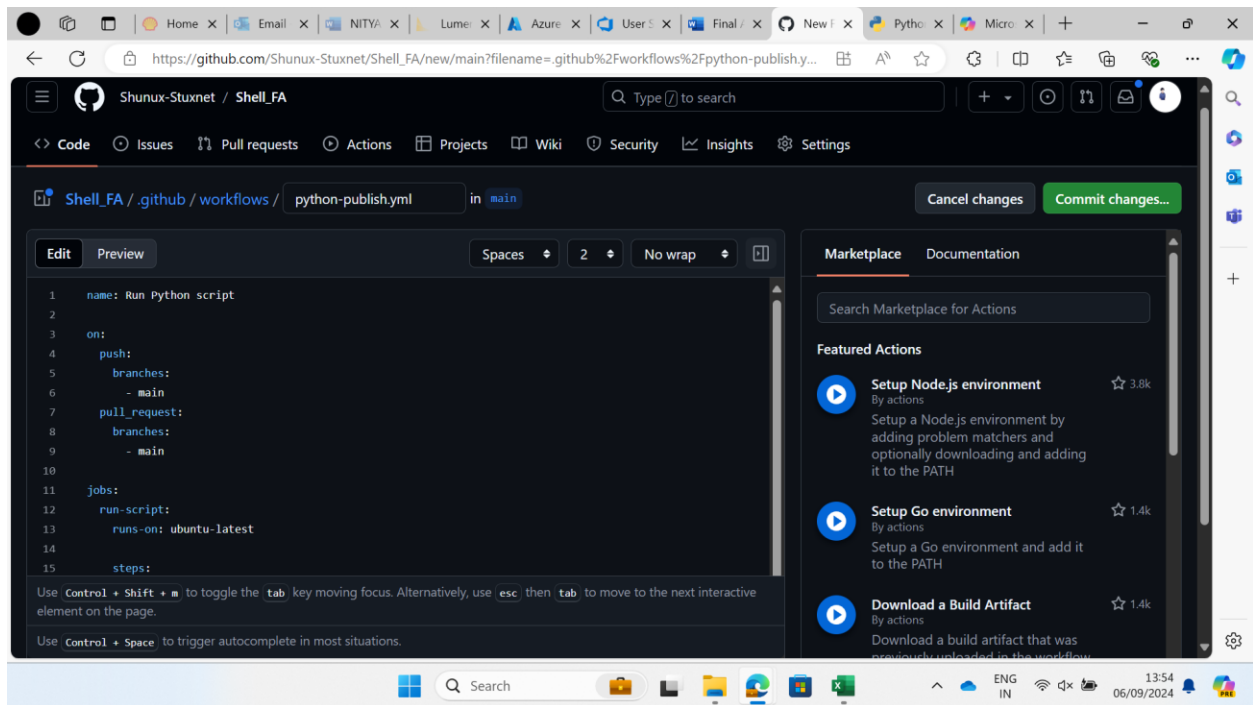 Home
Email
NITYA
Lume
Azure
User S
Final /
New F
Pytho
Micro
https://github.com/Shunux-Stuxnet/Shell_FA/new/main?filename=.github%2Fworkflows%2Fpython-publish.y...
Shunux-Stuxnet / Shell_FA
Type / to search
Code
Issues
Pull requests
Actions
Projects
Wiki
Security
Insights
Settings
Shell_FA / .github / workflows / python-publish.yml in main
Cancel changes
Commit changes...
Edit
Preview
Spaces
2
No wrap
1 name: Run Python script
2
3 on:
4 push:
5 branches:
6 - main
7 pull_request:
8 branches:
9 - main
10
11 jobs:
12 run-script:
13 runs-on: ubuntu-latest
14
15 steps:
Use Control + Shift + m to toggle the tab key moving focus. Alternatively, use esc then tab to move to the next interactive
element on the page.
Use Control + Space to trigger autocomplete in most situations.
Marketplace
Documentation
Search Marketplace for Actions
Featured Actions
Setup Node.js environment
3.8k
By actions
Setup a Node.js environment by
adding problem matchers and
optionally downloading and adding
it to the PATH
Setup Go environment
1.4k
By actions
Setup a Go environment and add it
to the PATH
Download a Build Artifact
1.4k
By actions
Download a build artifact that was
previously uploaded in the workflow
Search
ENG
IN
13:54
06/09/2024
PRE